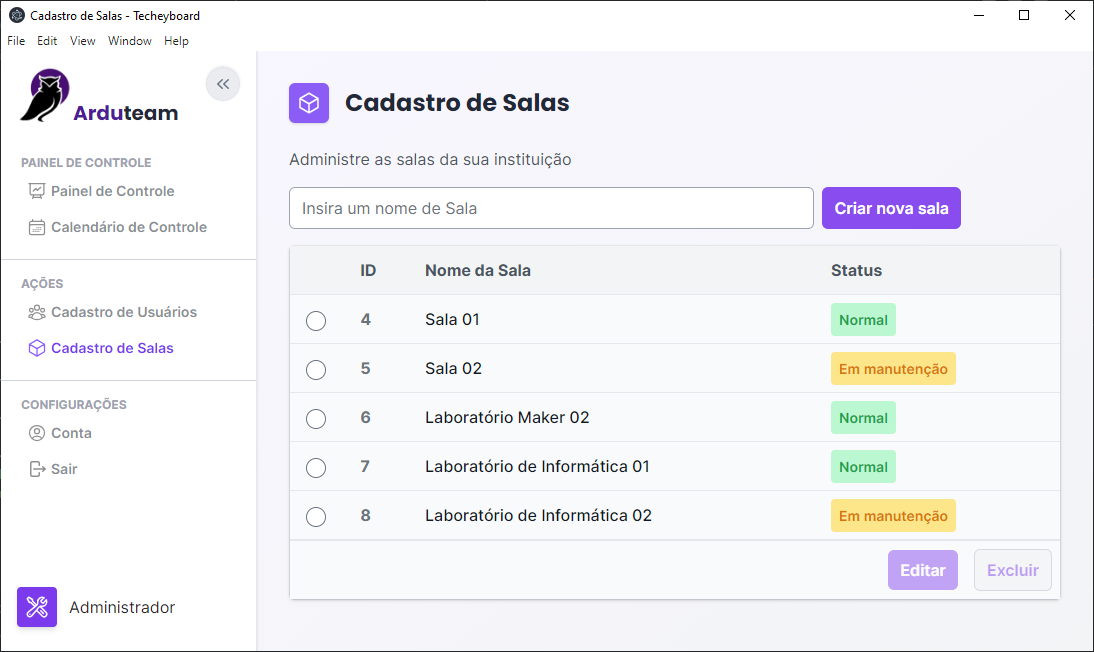 Cadastro de Salas - Techeyboard
File Edit View Window Help
Arduteam
PAINEL DE CONTROLE
Painel de Controle
Calendário de Controle
AÇÕES
Cadastro de Usuários
Cadastro de Salas
CONFIGURAÇÕES
Conta
Sair
Administrador
Cadastro de Salas
Administre as salas da sua instituição
Insira um nome de Sala Criar nova sala
ID Nome da Sala Status
4 Sala 01 Normal
5 Sala 02 Em manutenção
6 Laboratório Maker 02 Normal
7 Laboratório de Informática 01 Normal
8 Laboratório de Informática 02 Em manutenção
Editar Excluir